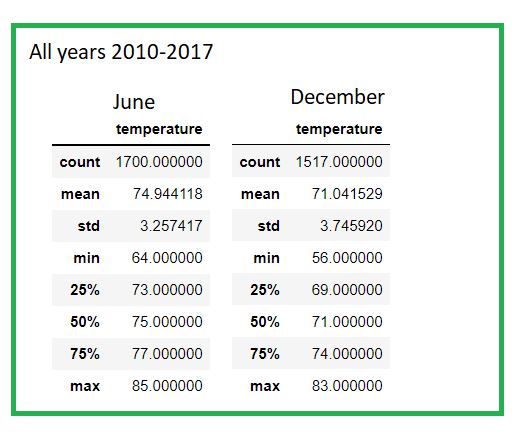 All years 2010-2017
June December
temperature temperature
count 1700.000000 count 1517.000000
mean 74.944118 mean 71.041529
std 3.257417 std 3.745920
min 64.000000 min 56.000000
25% 73.000000 25% 69.000000
50% 75.000000 50% 71.000000
75% 77.000000 75% 74.000000
max 85.000000 max 83.000000